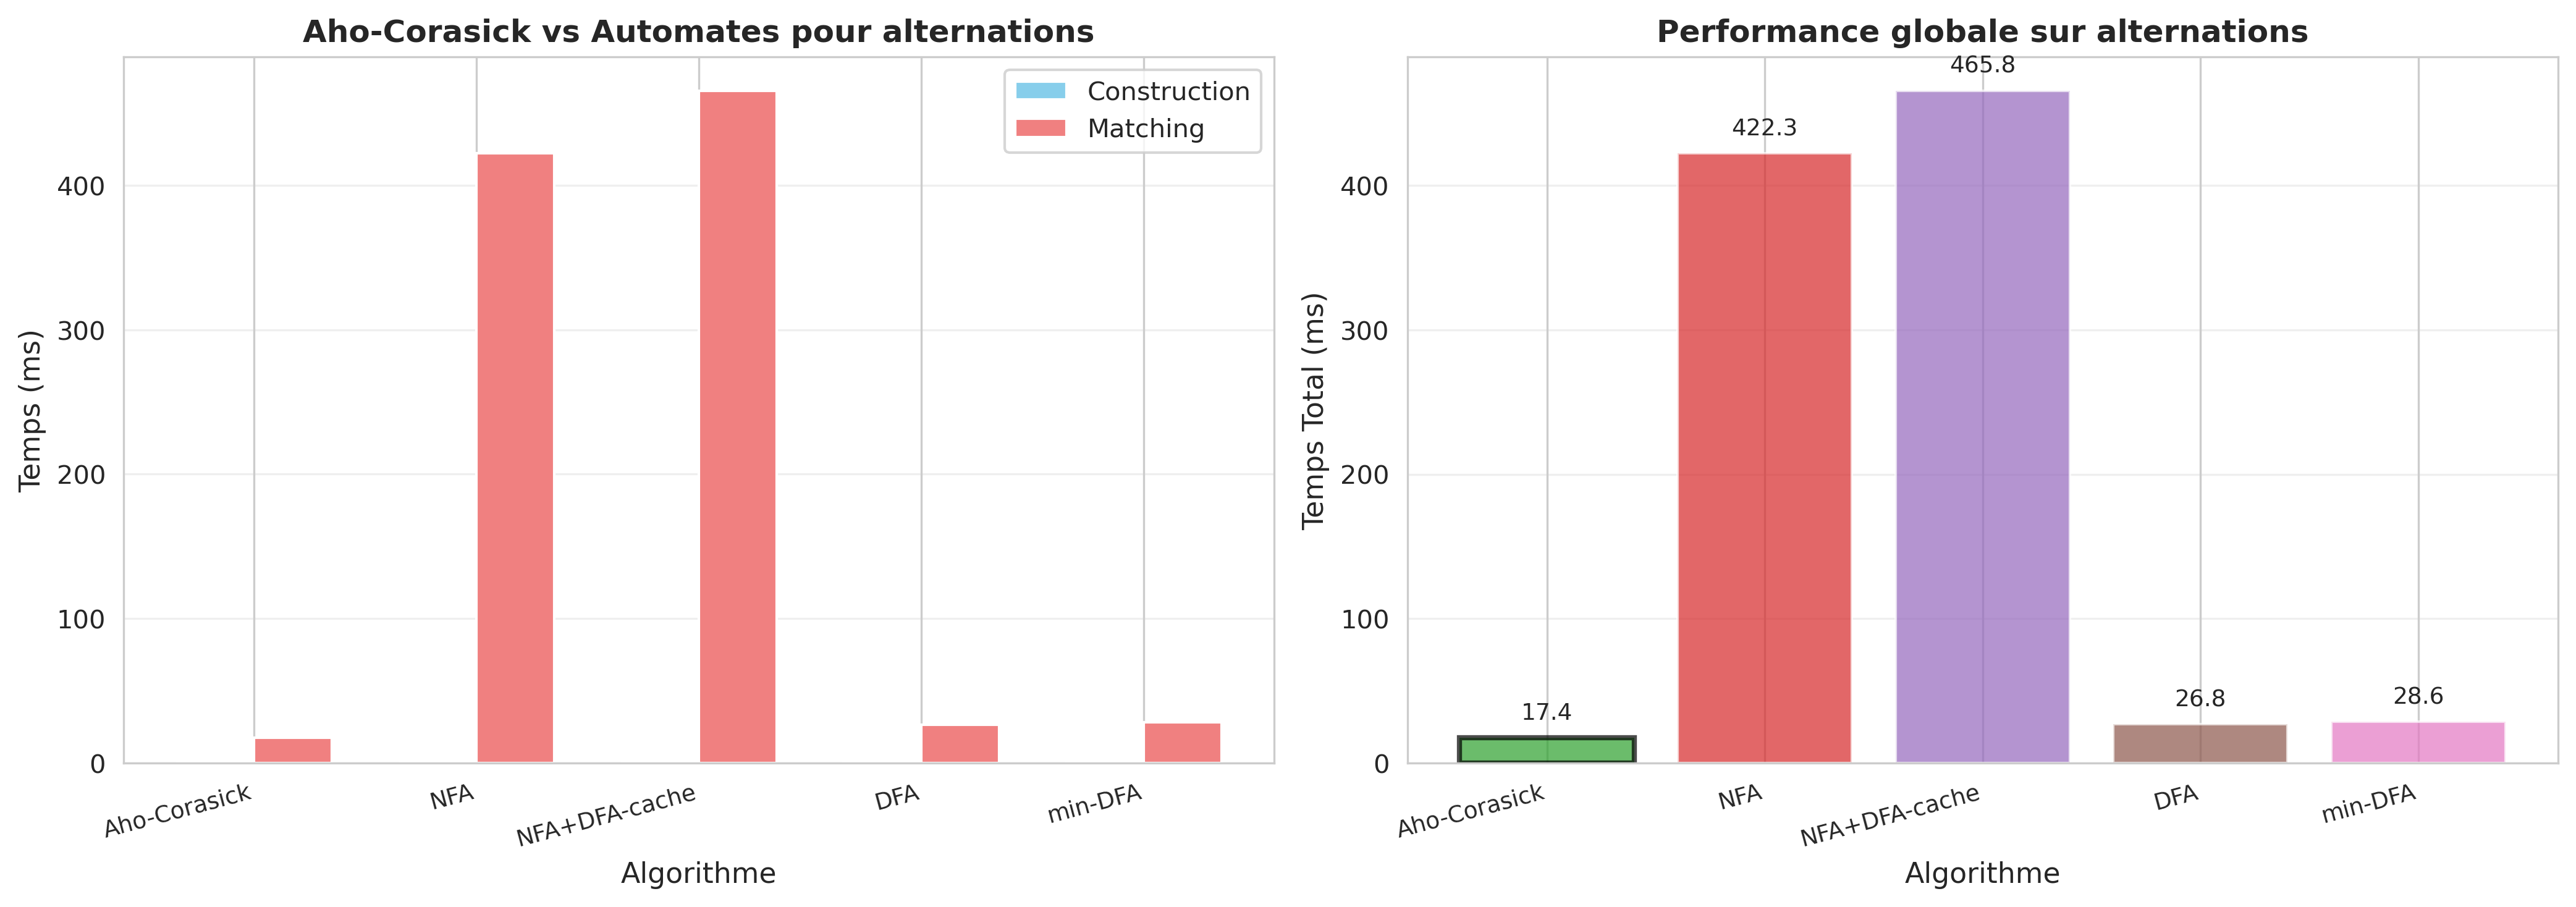 Aho-Corasick vs Automates pour alternations
Construction
Matching
Temps (ms)
400
300
200
100
0
Aho-Corasick
NFA
NFA+DFA-cache
DFA
min-DFA
Algorithme
Performance globale sur alternations
Temps Total (ms)
400
300
200
100
0
17.4
422.3
465.8
26.8
28.6
Aho-Corasick
NFA
NFA+DFA-cache
DFA
min-DFA
Algorithme